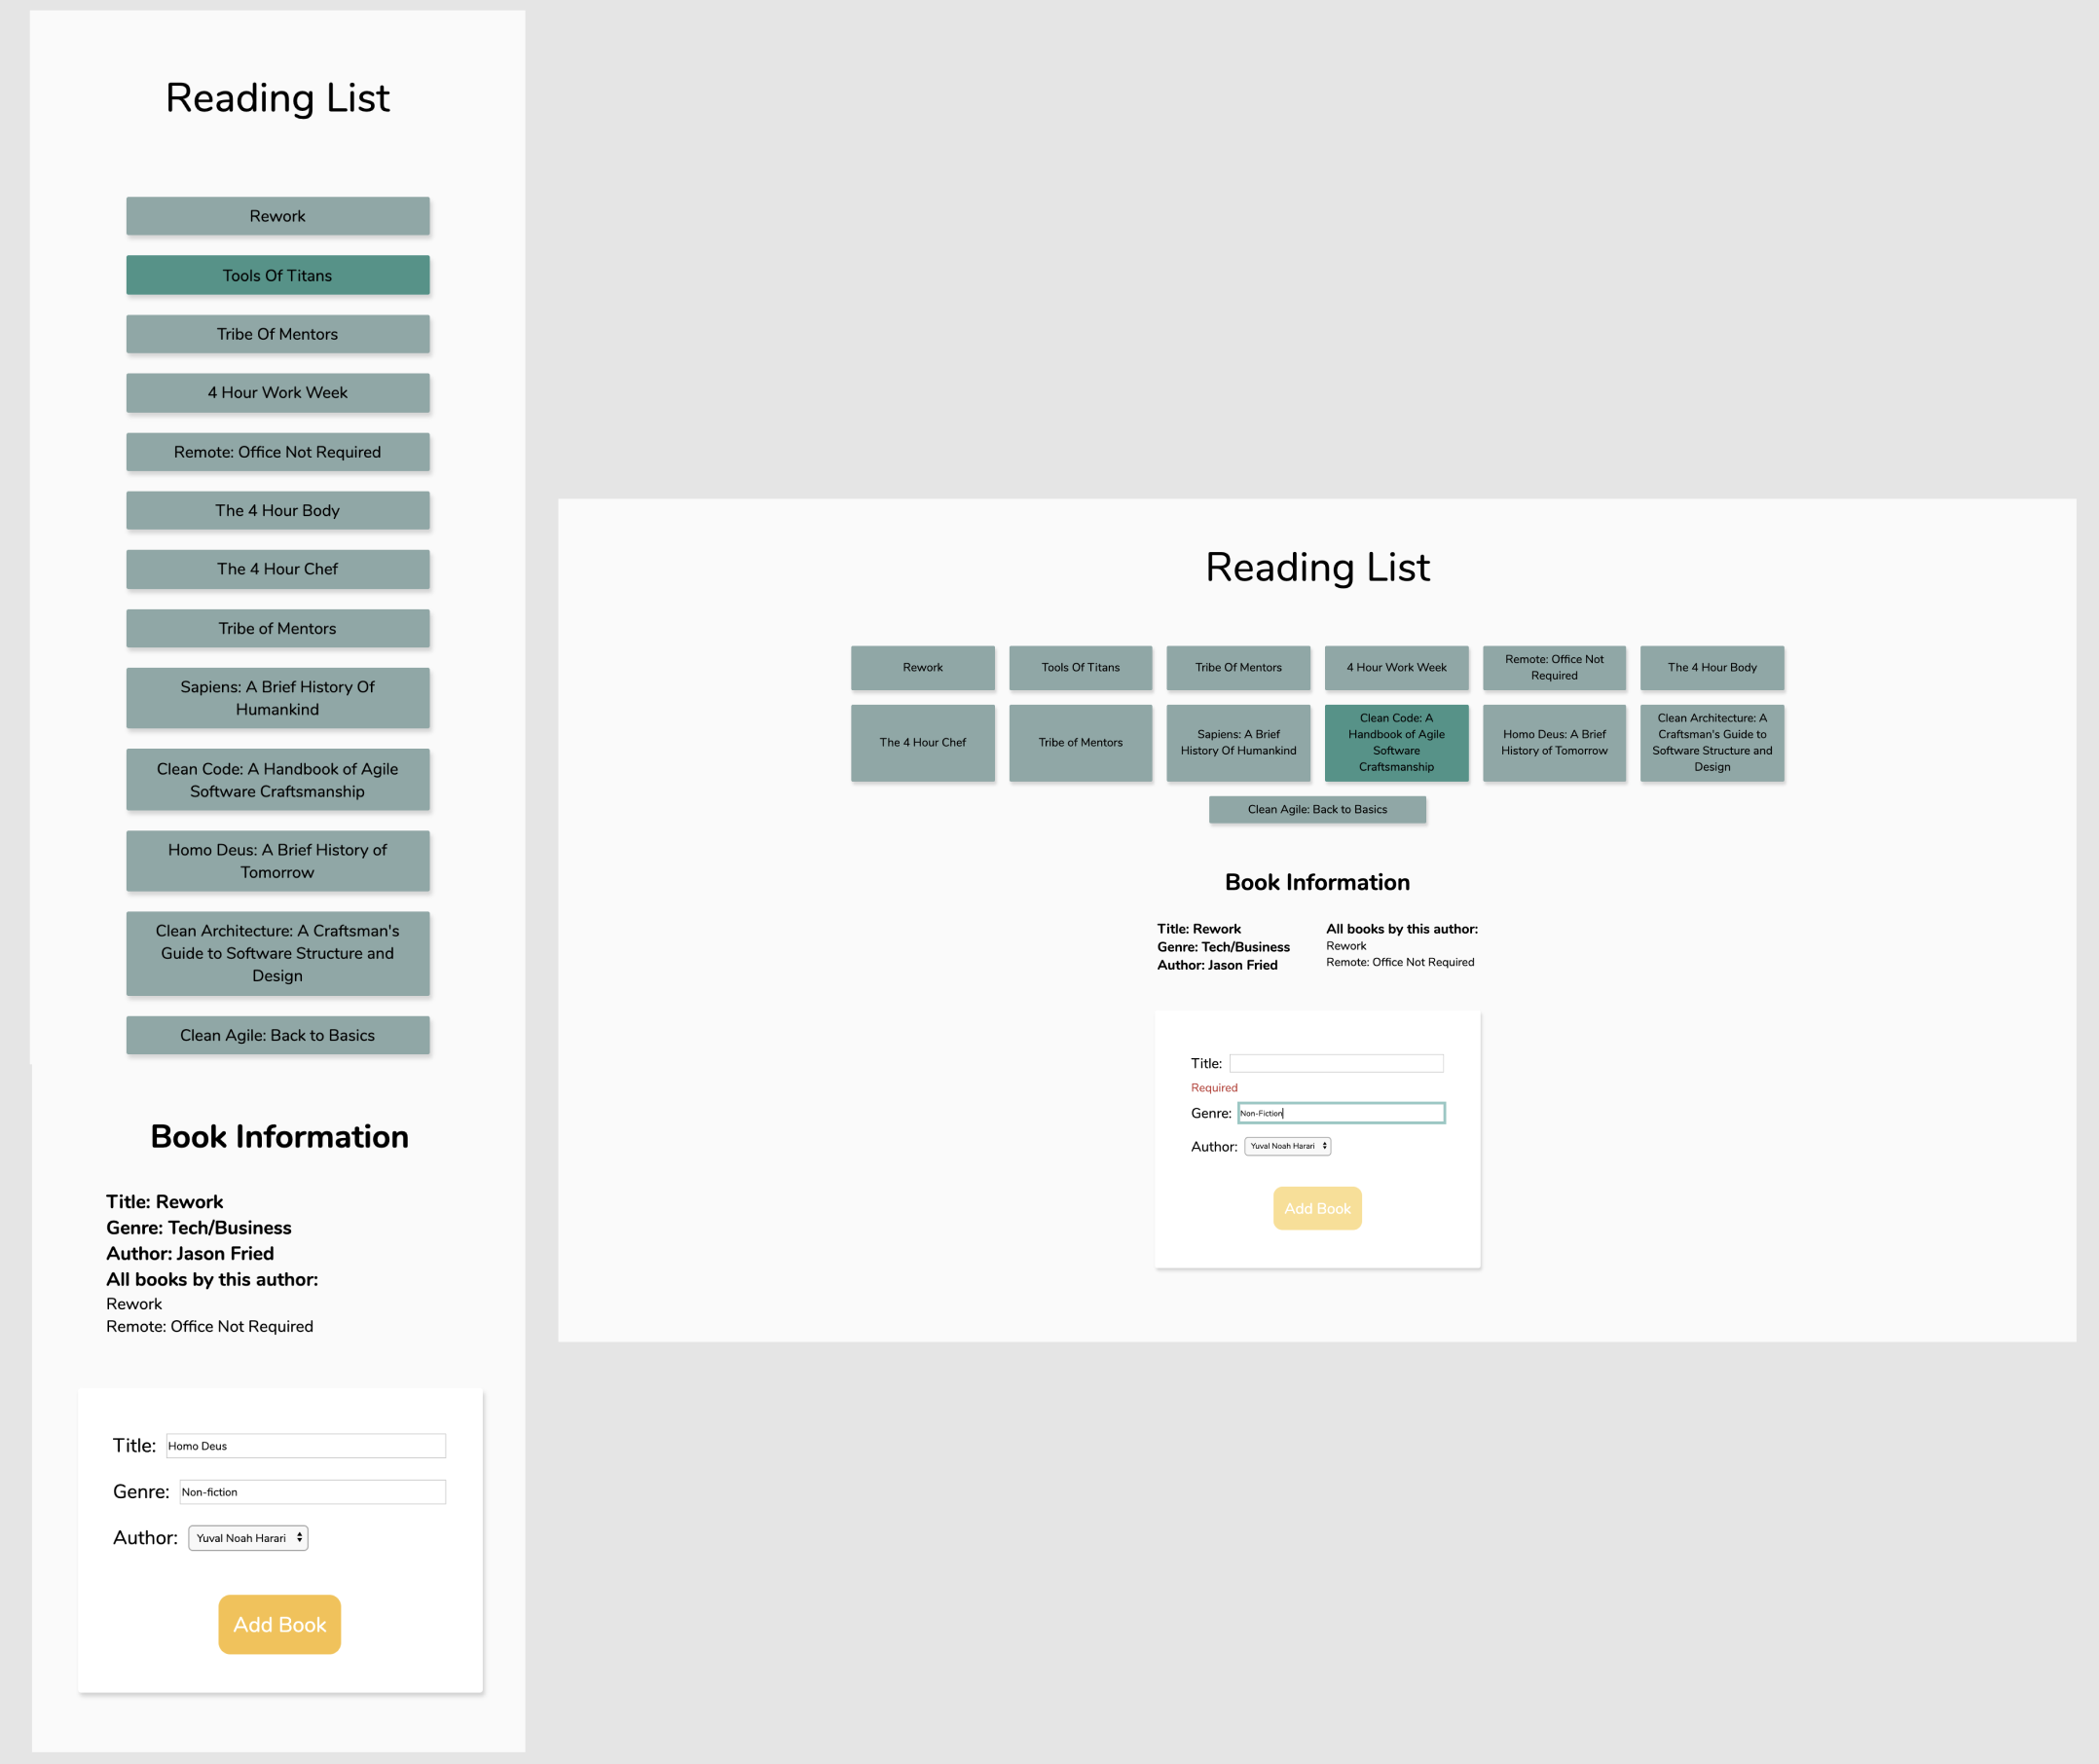 Reading List
Rework
Tools Of Titans
Tribe Of Mentors
4 Hour Work Week
Remote: Office Not Required
The 4 Hour Body
The 4 Hour Chef
Tribe of Mentors
Sapiens: A Brief History Of
Humankind
Clean Code: A Handbook of Agile
Software Craftsmanship
Homo Deus: A Brief History of
Tomorrow
Clean Architecture: A Craftsman's
Guide to Software Structure and
Design
Clean Agile: Back to Basics
Book Information
Title: Rework
Genre: Tech/Business
Author: Jason Fried
All books by this author:
Rework
Remote: Office Not Required
Title: Homo Deus
Genre: Non-fiction
Author: Yuval Noah Harari
Add Book
Reading List
Rework
Tools Of Titans
Tribe Of Mentors
4 Hour Work Week
Remote: Office Not
Required
The 4 Hour Body
The 4 Hour Chef
Tribe of Mentors
Sapiens: A Brief
History Of Humankind
Clean Code: A
Handbook of Agile
Software
Craftsmanship
Homo Deus: A Brief
History of Tomorrow
Clean Architecture: A
Craftsman's Guide to
Software Structure and
Design
Clean Agile: Back to Basics
Book Information
Title: Rework
Genre: Tech/Business
Author: Jason Fried
All books by this author:
Rework
Remote: Office Not Required
Title:
Required
Genre: Non-Fiction
Author: Yuval Noah Harari
Add Book